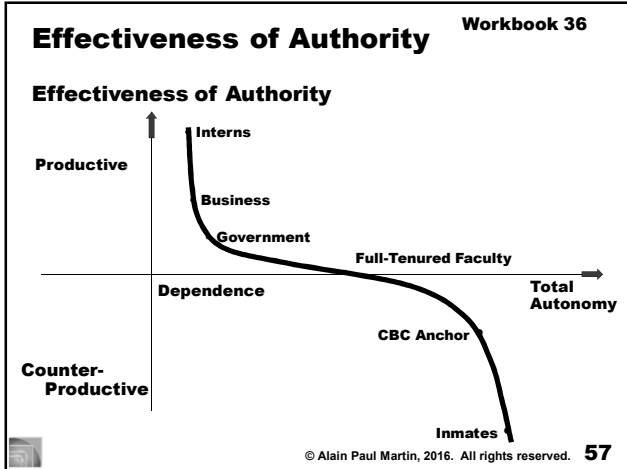 Effectiveness of Authority
Workbook 36
Effectiveness of Authority
Interns
Productive
Business
Government
Full-Tenured Faculty
Dependence
Total
Autonomy
CBC Anchor
Counter-
Productive
Inmates
© Alain Paul Martin, 2016. All rights reserved. 57